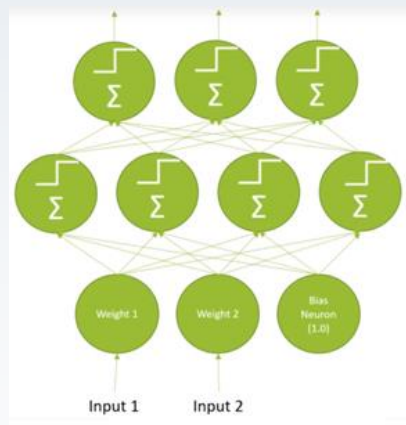 Σ Σ Σ
Σ Σ Σ Σ
Weight 1 Weight 2 Bias
Neuron
(1.0)
Input 1 Input 2